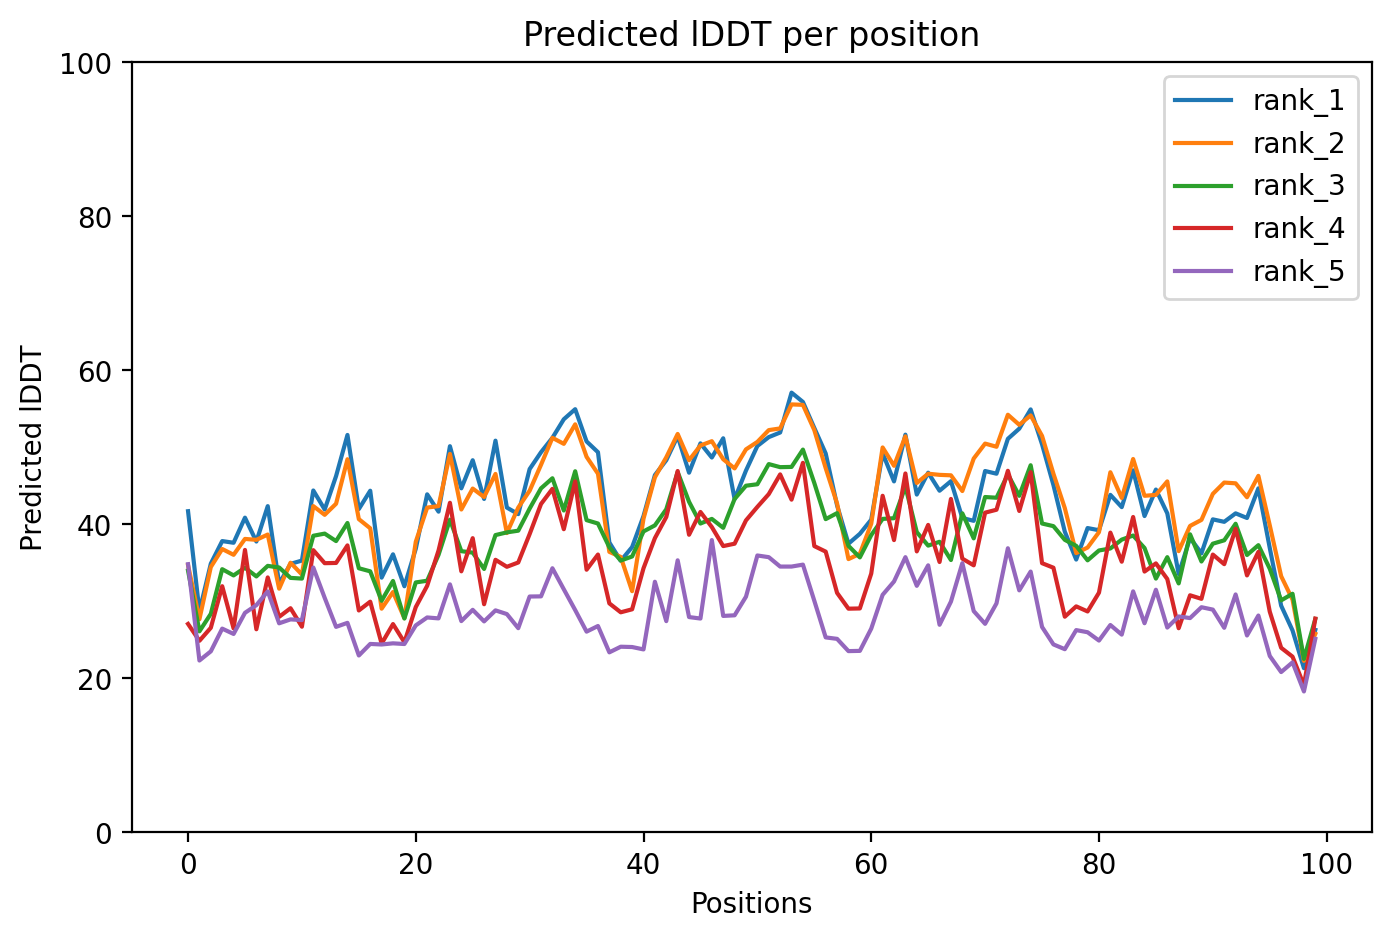 Predicted lDDT per position
100
80
60
40
20
0
Predicted lDDT
0 20 40 60 80 100
Positions
rank_1
rank_2
rank_3
rank_4
rank_5